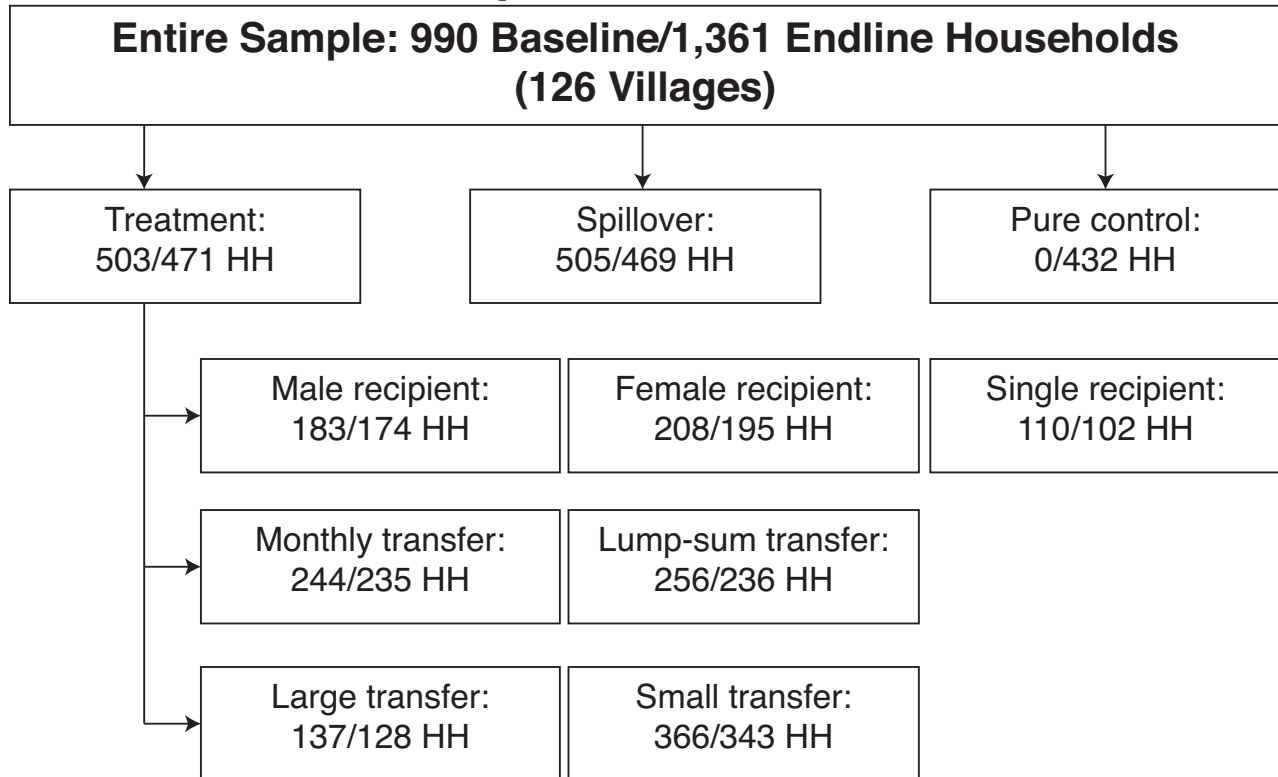 Entire Sample: 990 Baseline/1,361 Endline Households
(126 Villages)
Treatment:
503/471 HH
Spillover:
505/469 HH
Pure control:
0/432 HH
Male recipient:
183/174 HH
Female recipient:
208/195 HH
Single recipient:
110/102 HH
Monthly transfer:
244/235 HH
Lump-sum transfer:
256/236 HH
Large transfer:
137/128 HH
Small transfer:
366/343 HH